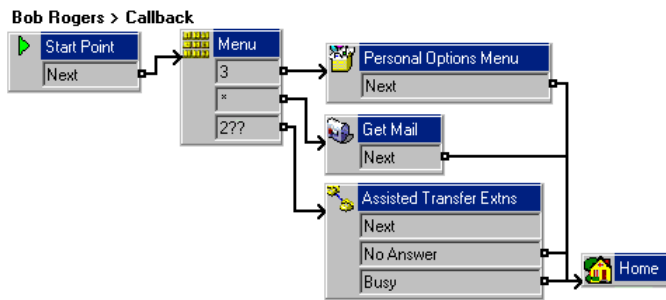 Bob Rogers > Callback
Start Point
Next
Menu
3
*
2??
Personal Options Menu
Next
Get Mail
Next
Assisted Transfer Extns
Next
No Answer
Busy
Home